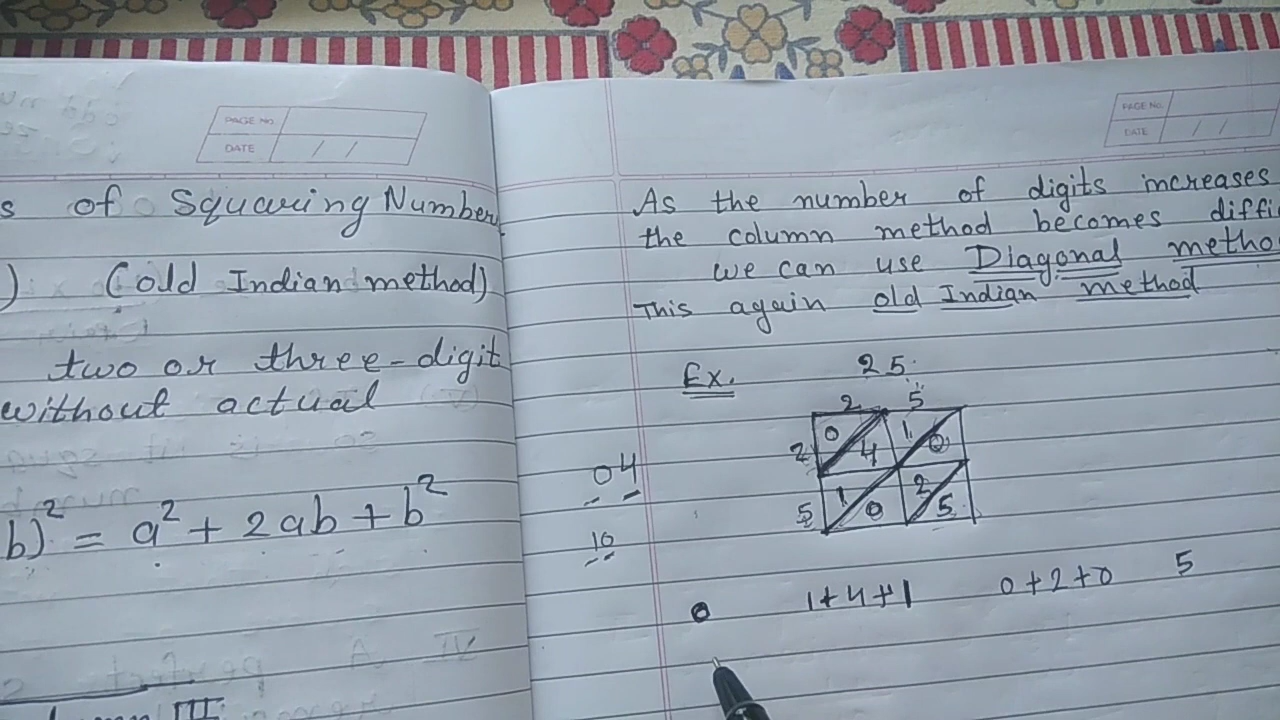 PAGE No.
DATE / /
s of Squaring Number
) (old Indian method)
two or three-digit
without actual
b)² = a² + 2ab + b²
III
PAGE No.
DATE / /
As the number of digits increases
the column method becomes diffi
we can use Diagonal metho
This again old Indian method
Ex. 25
2 5
2 0 4 1 0
5 1 0 2 5
04
10
0 1+4+1 0+2+0 5